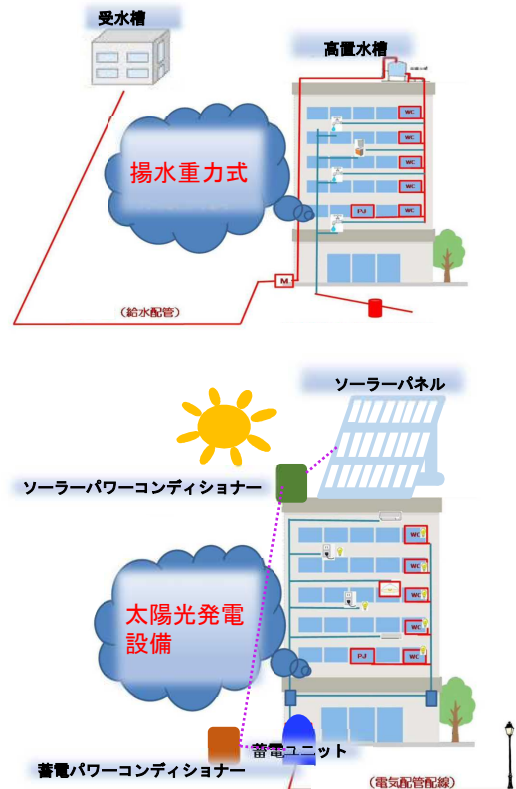 受水槽
高置水槽
WC
WC
揚水重力式
WC
WC
PJ
WC
M
(給水配管)
ソーラーパネル
ソーラーパワーコンディショナー
WC
WC
太陽光発電
設備
WC
WC
PJ
WC
蓄電ユニット
蓄電パワーコンディショナー
(電気配管配線)